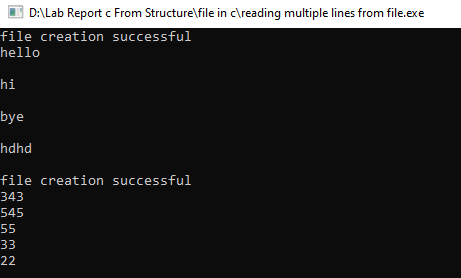 D:\Lab Report c From Structure\file in c\reading multiple lines from file.exe
file creation successful
hello
hi
bye
hdhd
file creation successful
343
545
55
33
22